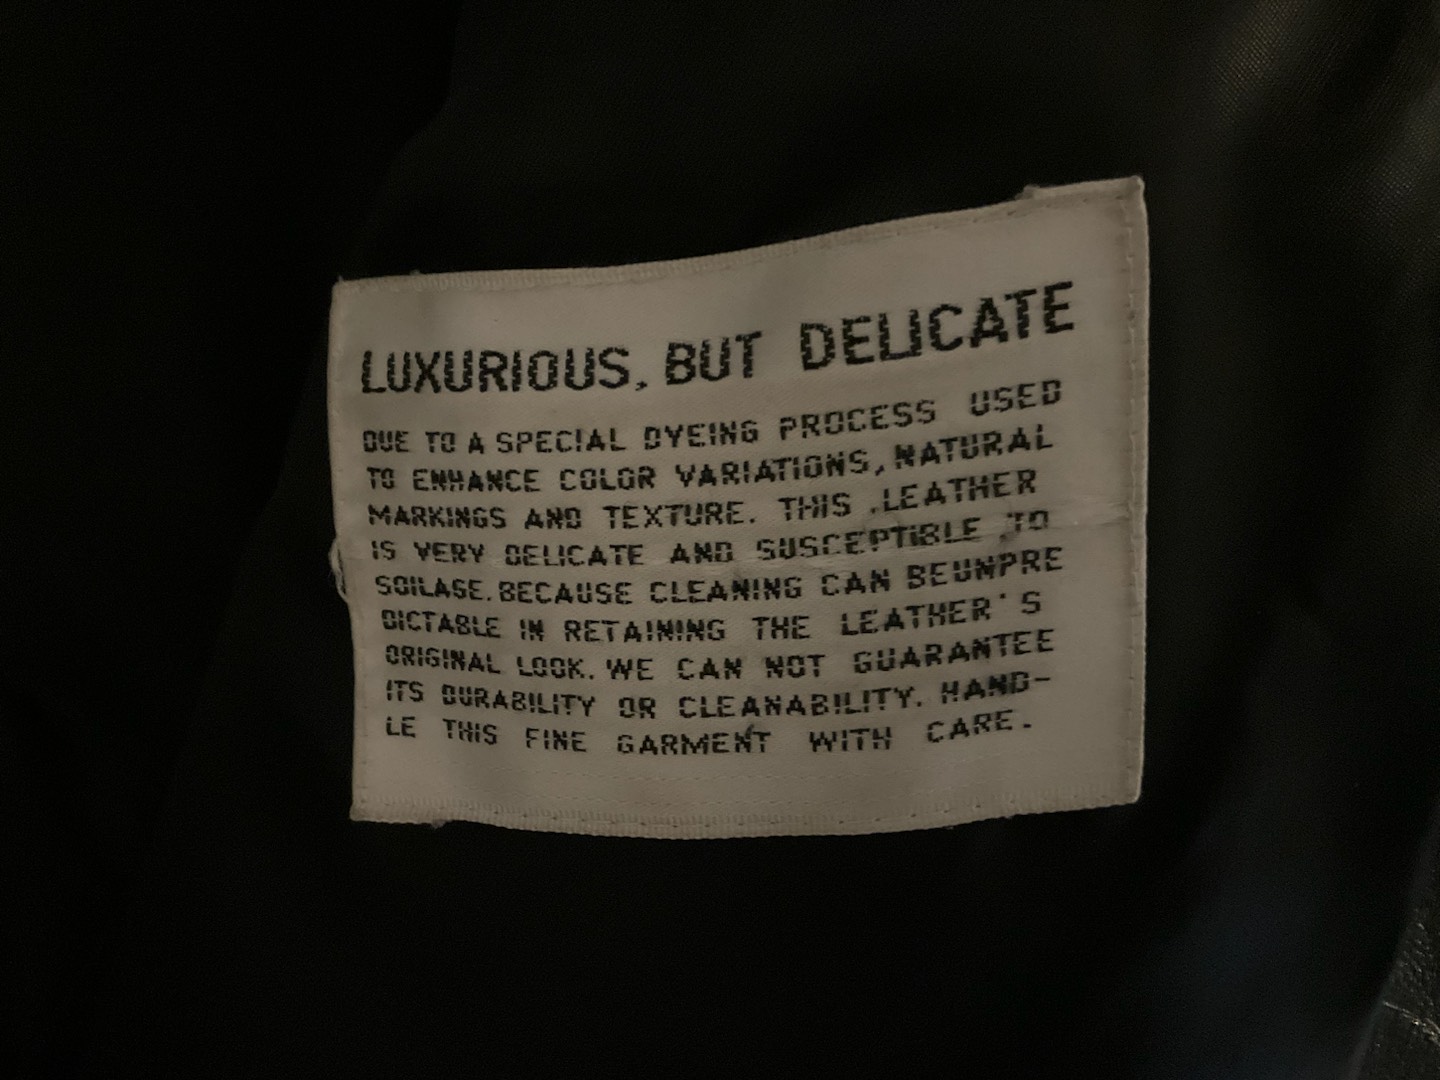 LUXURIOUS, BUT DELICATE
DUE TO A SPECIAL DYEING PROCESS USED
TO ENHANCE COLOR VARIATIONS, NATURAL
MARKINGS AND TEXTURE. THIS LEATHER
IS VERY DELICATE AND SUSCEPTIBLE TO
SOILASE. BECAUSE CLEANING CAN BEUNPRE
DICTABLE IN RETAINING THE LEATHER'S
ORIGINAL LOOK. WE CAN NOT GUARANTEE
ITS DURABILITY OR CLEANABILITY. HAND-
LE THIS FINE GARMENT WITH CARE.